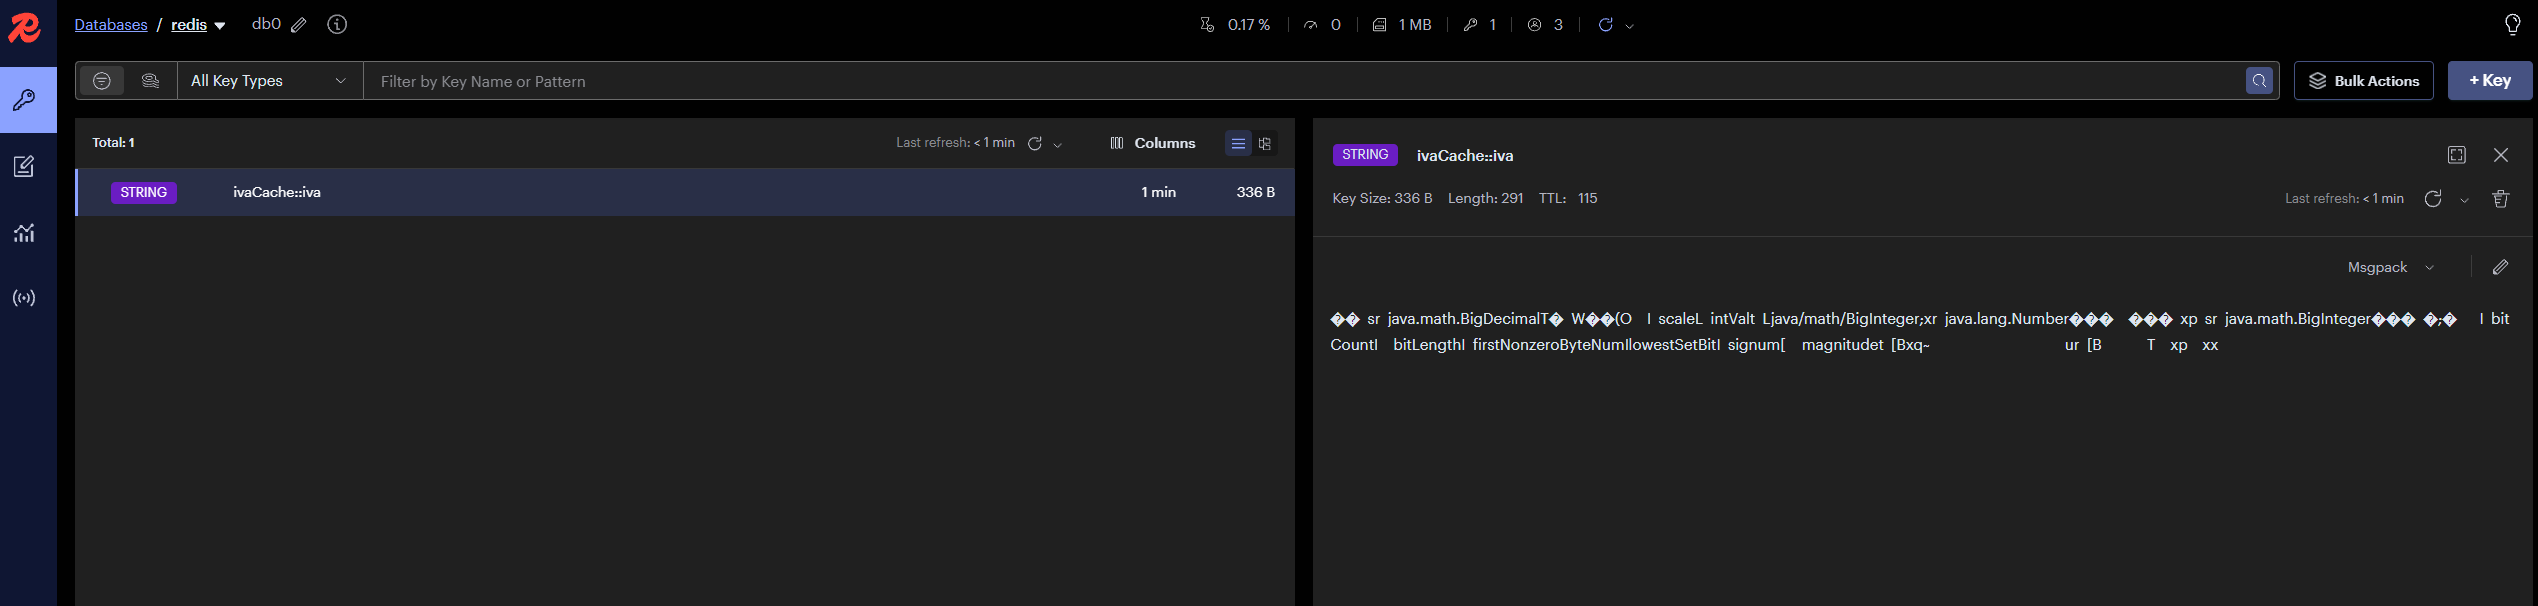 Databases / redis db0
0.17 % 0 1 MB 1 3
All Key Types
Filter by Key Name or Pattern
Bulk Actions
+ Key
Total: 1
Last refresh: < 1 min
Columns
STRING ivaCache::iva 1 min 336 B
STRING ivaCache::iva
Key Size: 336 B Length: 291 TTL: 115
Last refresh: < 1 min
Msgpack
�� sr java.math.BigDecimalT� W��(O I scaleL intValt Ljava/math/BigInteger;xr java.lang.Number��� ��� xp sr java.math.BigInteger��� �;� I bit
CountI bitLengthI firstNonzeroByteNumIlowestSetBitI signum[ magnitudet [Bxq~ ur [B T xp xx